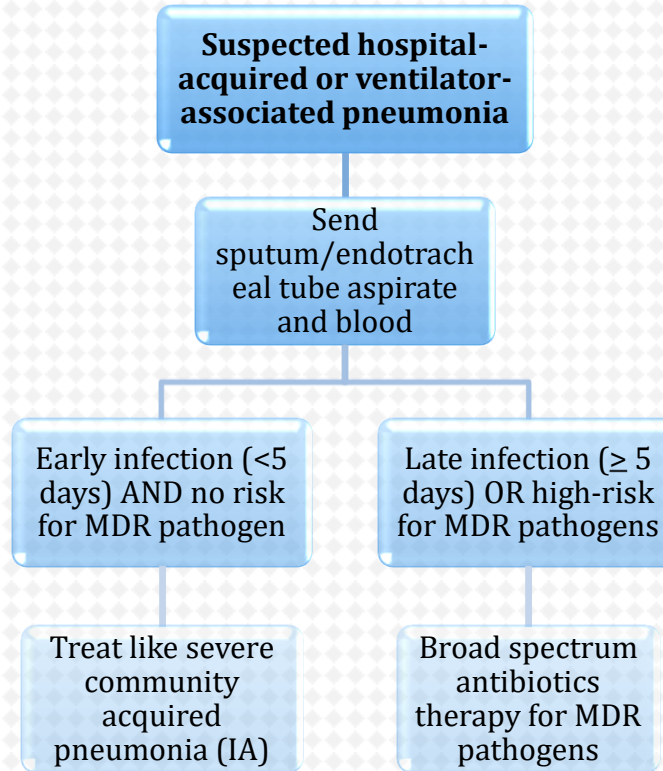 Suspected hospital-
acquired or ventilator-
associated pneumonia
Send
sputum/endotrach
eal tube aspirate
and blood
Early infection (<5
days) AND no risk
for MDR pathogen
Late infection (≥ 5
days) OR high-risk
for MDR pathogens
Treat like severe
community
acquired
pneumonia (IA)
Broad spectrum
antibiotics
therapy for MDR
pathogens